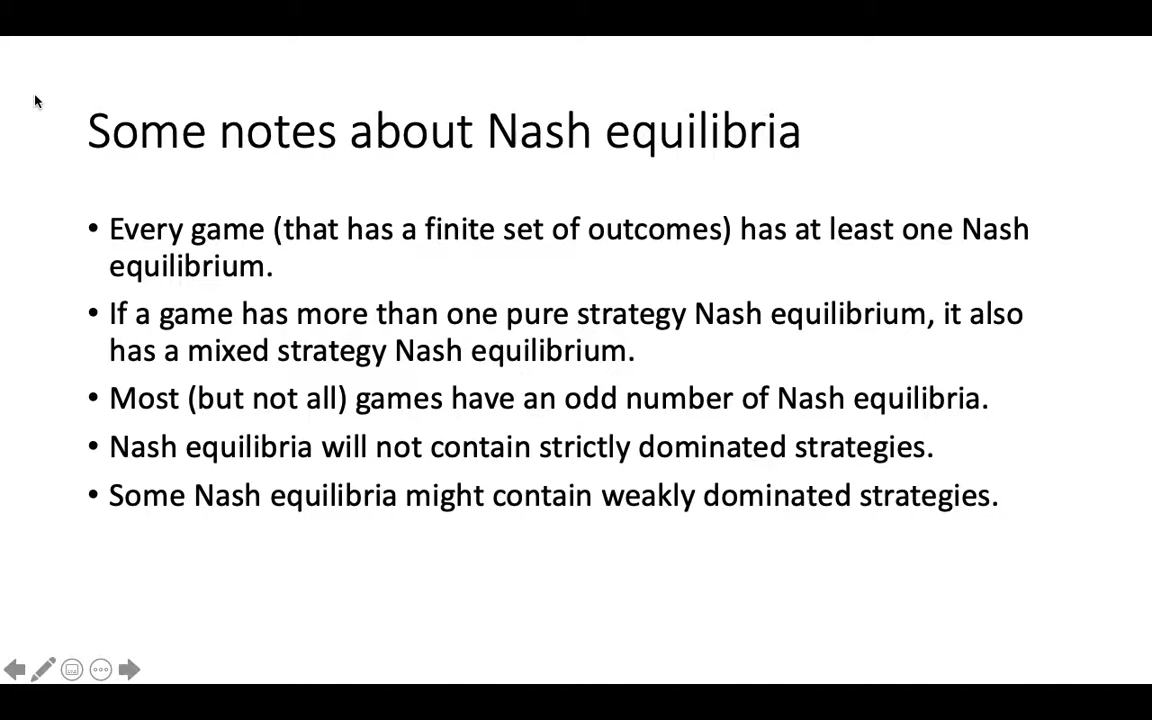 Some notes about Nash equilibria
• Every game (that has a finite set of outcomes) has at least one Nash
equilibrium.
• If a game has more than one pure strategy Nash equilibrium, it also
has a mixed strategy Nash equilibrium.
• Most (but not all) games have an odd number of Nash equilibria.
• Nash equilibria will not contain strictly dominated strategies.
• Some Nash equilibria might contain weakly dominated strategies.